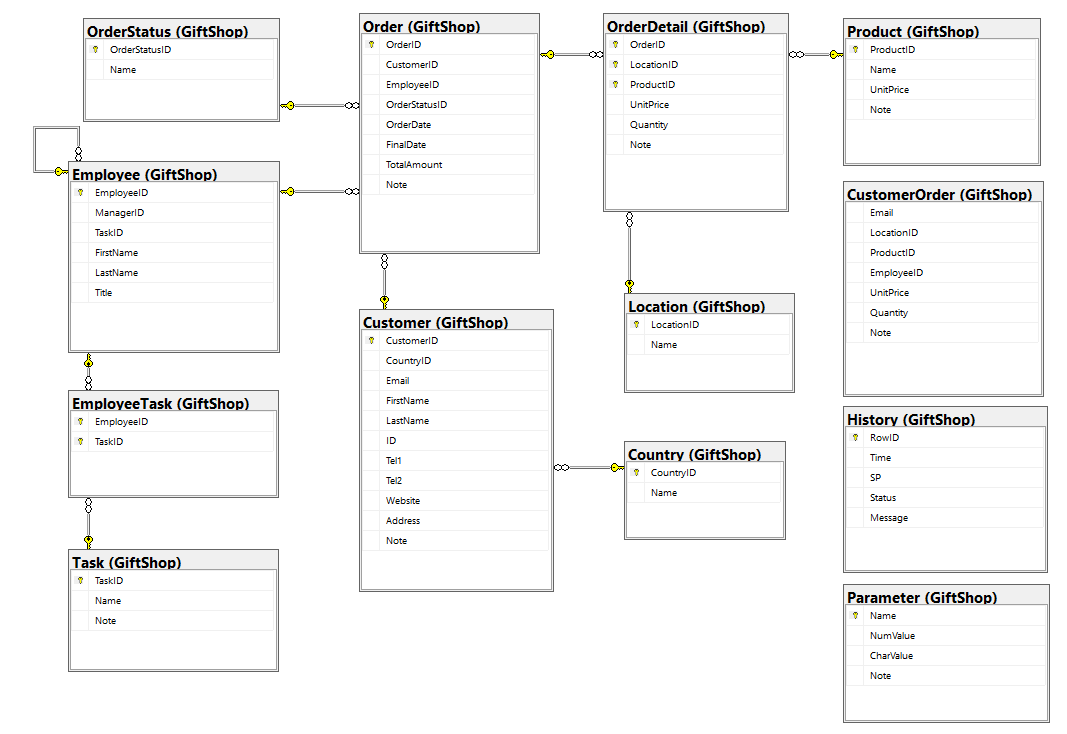 OrderStatus (GiftShop)
OrderStatusID
Name
Order (GiftShop)
OrderID
CustomerID
EmployeeID
OrderStatusID
OrderDate
FinalDate
TotalAmount
Note
OrderDetail (GiftShop)
OrderID
LocationID
ProductID
UnitPrice
Quantity
Note
Product (GiftShop)
ProductID
Name
UnitPrice
Note
Employee (GiftShop)
EmployeeID
ManagerID
TaskID
FirstName
LastName
Title
CustomerOrder (GiftShop)
Email
LocationID
ProductID
EmployeeID
UnitPrice
Quantity
Note
Customer (GiftShop)
CustomerID
CountryID
Email
FirstName
LastName
ID
Tel1
Tel2
Website
Address
Note
Location (GiftShop)
LocationID
Name
EmployeeTask (GiftShop)
EmployeeID
TaskID
Country (GiftShop)
CountryID
Name
History (GiftShop)
RowID
Time
SP
Status
Message
Task (GiftShop)
TaskID
Name
Note
Parameter (GiftShop)
Name
NumValue
CharValue
Note